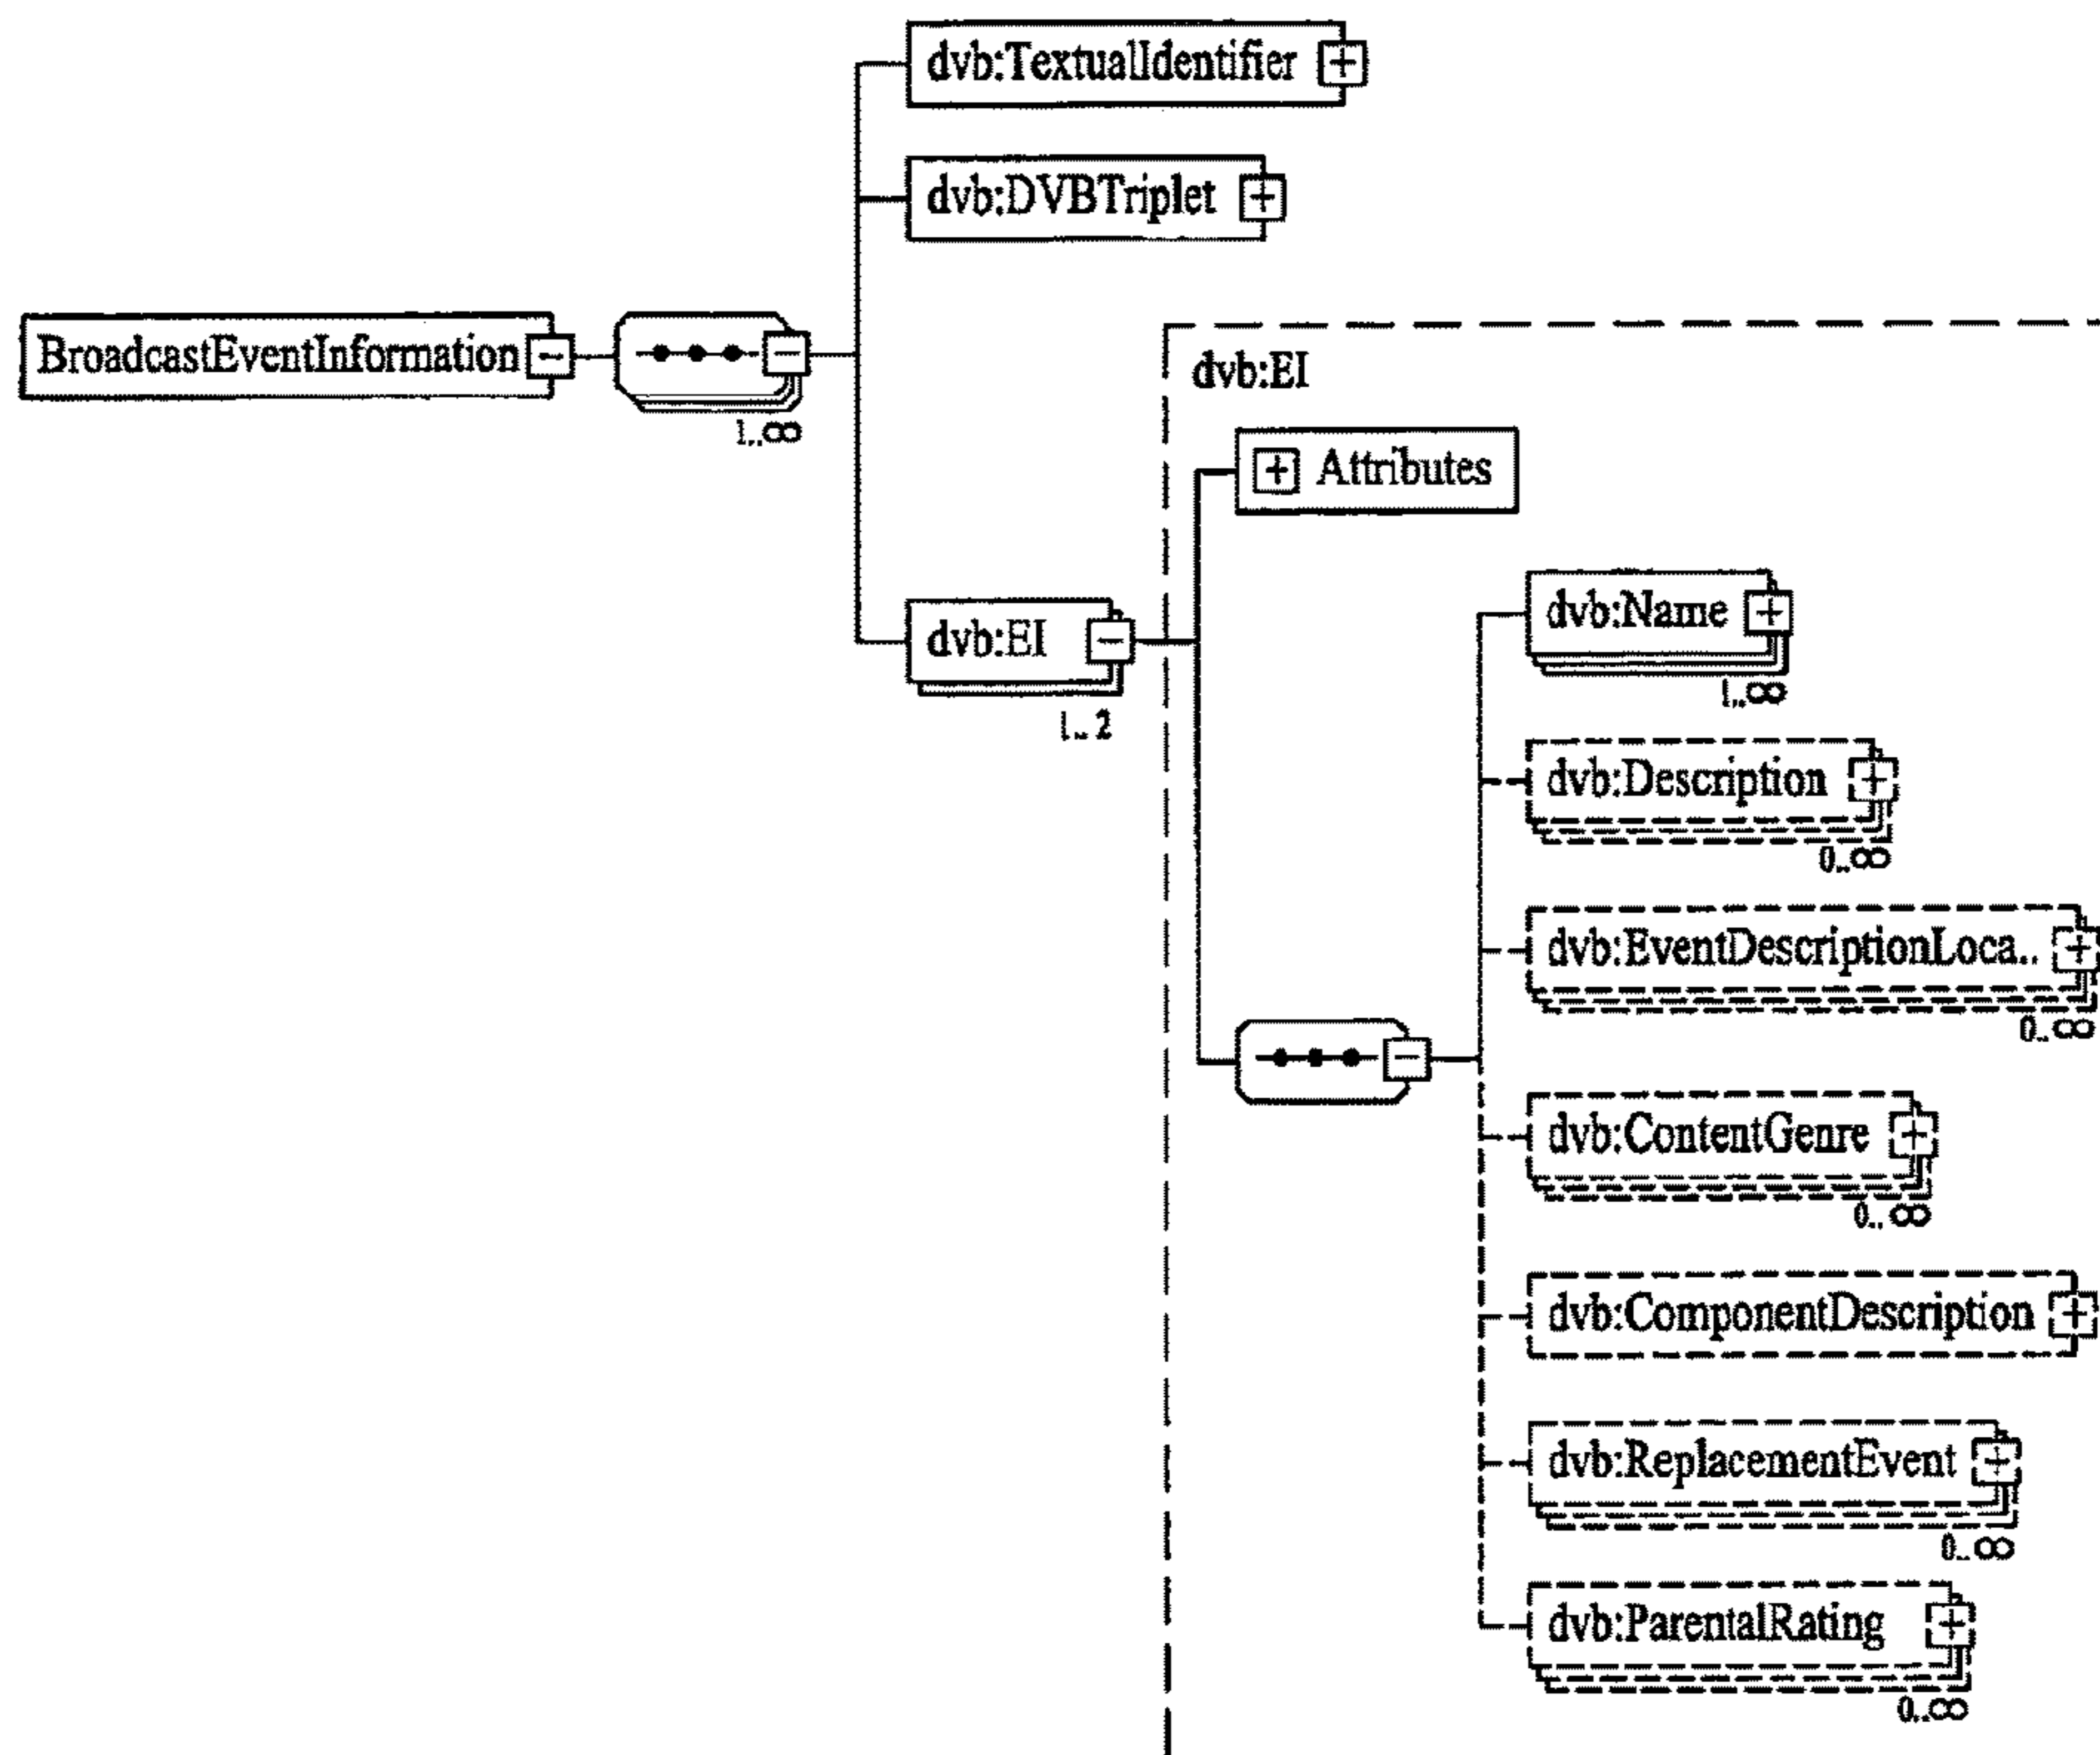 dvb:TextualIdentifier
dvb:DVBTriplet
BroadcastEventInformation
1..∞
dvb:EI
Attributes
dvb:EI
1..2
dvb:Name
1..∞
dvb:Description
0..∞
dvb:EventDescriptionLoca..
0..∞
dvb:ContentGenre
0..∞
dvb:ComponentDescription
dvb:ReplacementEvent
0..∞
dvb:ParentalRating
0..∞